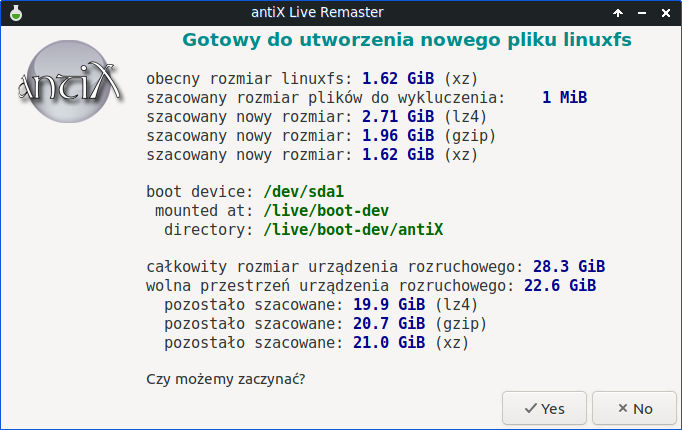 antiX Live Remaster
antiX
Gotowy do utworzenia nowego pliku linuxfs
obecny rozmiar linuxfs: 1.62 GiB (xz)
szacowany rozmiar plików do wykluczenia: 1 MiB
szacowany nowy rozmiar: 2.71 GiB (lz4)
szacowany nowy rozmiar: 1.96 GiB (gzip)
szacowany nowy rozmiar: 1.62 GiB (xz)
boot device: /dev/sda1
mounted at: /live/boot-dev
directory: /live/boot-dev/antiX
całkowity rozmiar urządzenia rozruchowego: 28.3 GiB
wolna przestrzeń urządzenia rozruchowego: 22.6 GiB
pozostało szacowane: 19.9 GiB (lz4)
pozostało szacowane: 20.7 GiB (gzip)
pozostało szacowane: 21.0 GiB (xz)
Czy możemy zaczynać?
Yes No